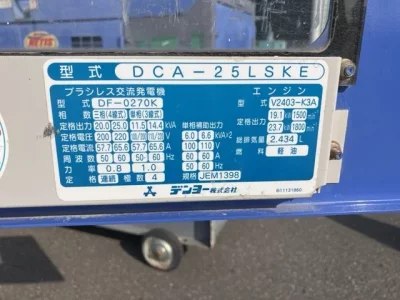 型式 DCA-25LSKE
ブラシレス交流発電機 エンジン
型式 DF-0270K 型式 V2403-K3A
相数 三相(4線式) 単相(3線式) 単相補助出力 定格出力 19.1 kW 1500 min⁻¹
定格出力 20.0 25.0 11.5 14.4 kVA 6.0 6.6 kVA×2 23.7 kW 1800 min⁻¹
定格電圧 200 220 100 110 V 総排気量 2.434 L
定格電流 57.7 65.6 57.7 65.6 A 60 60 A 燃料 軽油
周波数 50 60 50 60 Hz 50 60 Hz
力率 0.8 1.0 規格 JEM1398
定格 連続 極数 4
デンヨー株式会社